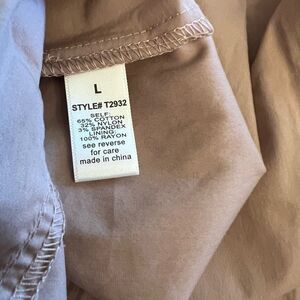 L
STYLE# T2932
SELF:
65% COTTON
32% NYLON
3% SPANDEX
LINING:
100% RAYON
see reverse
for care
made in china